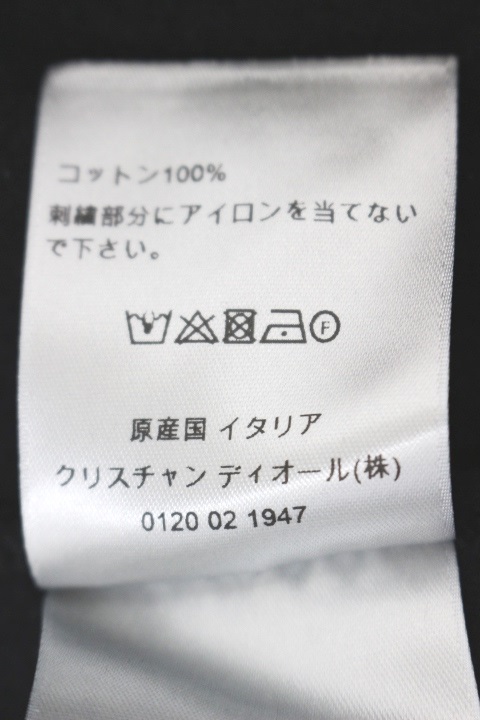 コットン100%
刺繍部分にアイロンを当てない
で下さい。
F
原産国 イタリア
クリスチャン ディオール(株)
0120 02 1947